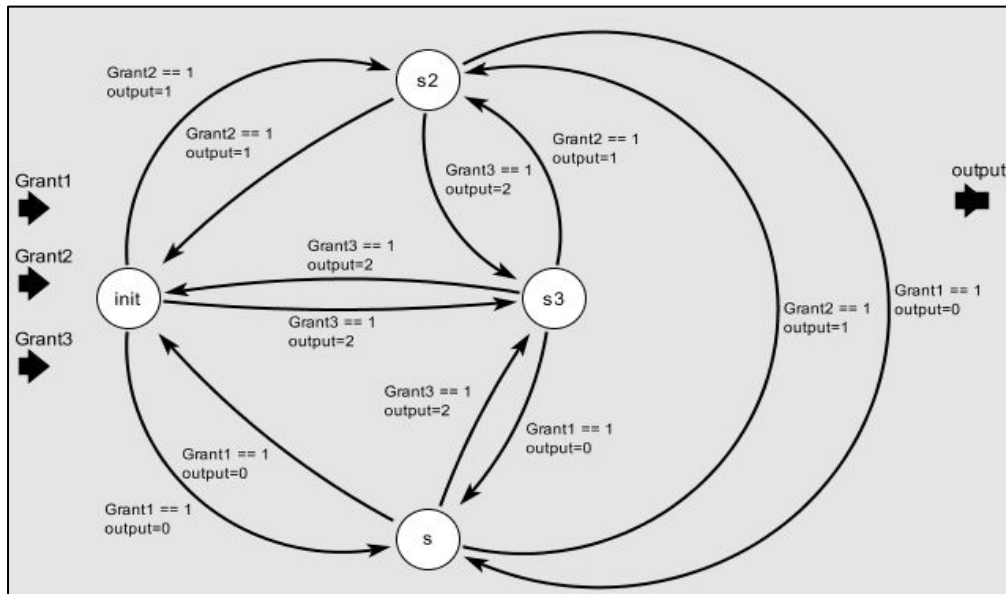 s2
Grant2 == 1
output=1
Grant2 == 1
output=1
Grant2 == 1
output=1
Grant3 == 1
output=2
Grant1
output
Grant2
Grant3
Grant3 == 1
output=2
init
s3
Grant3 == 1
output=2
Grant1 == 1
output=0
Grant2 == 1
output=1
Grant3 == 1
output=2
Grant1 == 1
output=0
Grant1 == 1
output=0
Grant1 == 1
output=0
s